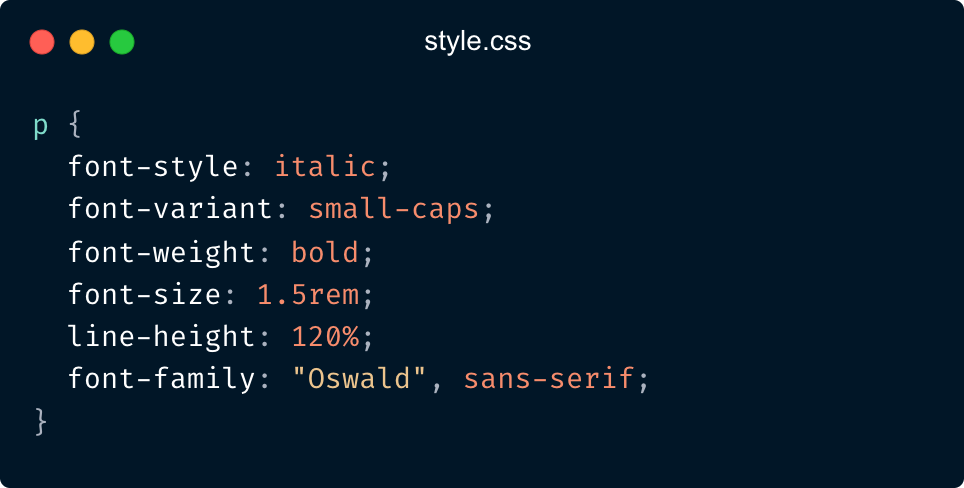 style.css
p {
  font-style: italic;
  font-variant: small-caps;
  font-weight: bold;
  font-size: 1.5rem;
  line-height: 120%;
  font-family: "Oswald", sans-serif;
}